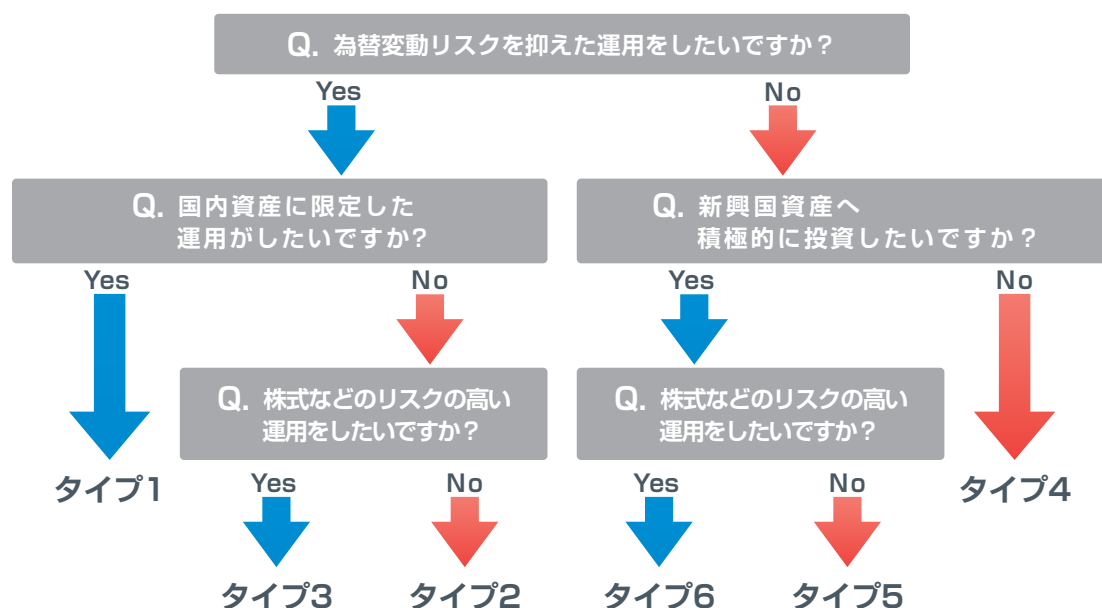 Q. 為替変動リスクを抑えた運用をしたいですか？
Yes
No
Q. 国内資産に限定した
運用がしたいですか?
Q. 新興国資産へ
積極的に投資したいですか？
Yes
No
Yes
No
Q. 株式などのリスクの高い
運用をしたいですか？
Q. 株式などのリスクの高い
運用をしたいですか？
タイプ1
Yes
No
Yes
No
タイプ4
タイプ3
タイプ2
タイプ6
タイプ5